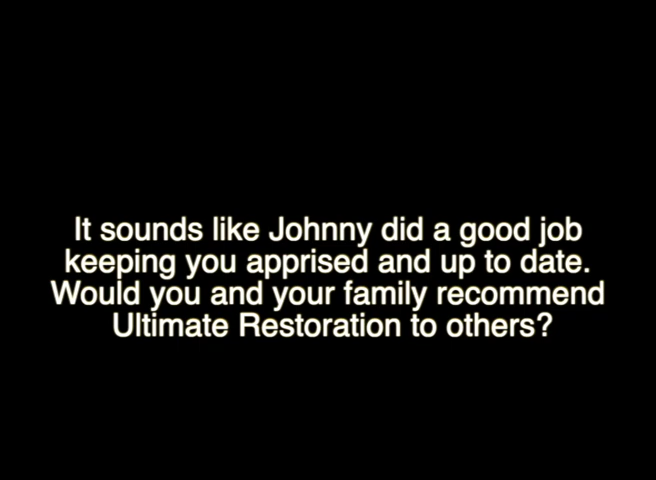 It sounds like Johnny did a good job
keeping you apprised and up to date.
Would you and your family recommend
Ultimate Restoration to others?